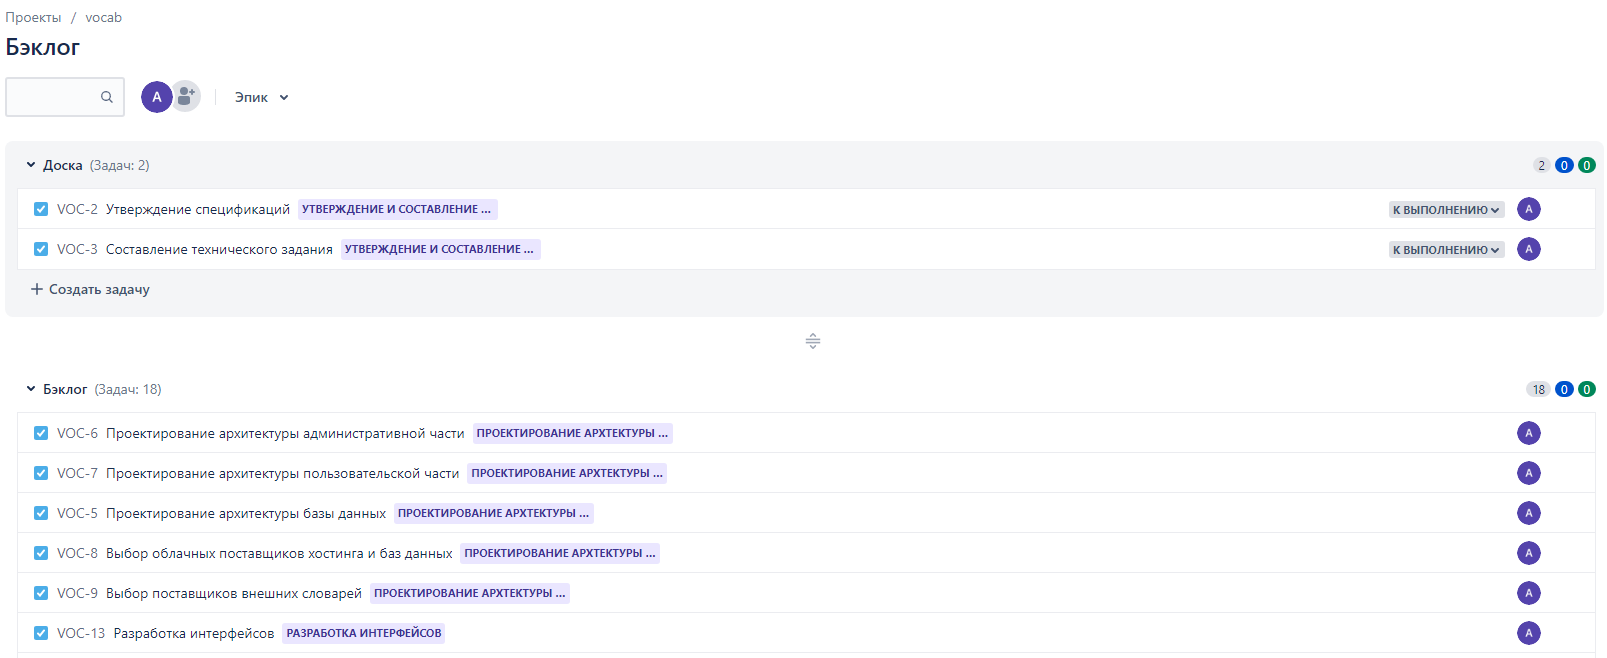 Проекты / vocab
Бэклог
А Эпик
Доска (Задач: 2) 2 0 0
VOC-2 Утверждение спецификаций УТВЕРЖДЕНИЕ И СОСТАВЛЕНИЕ ... К ВЫПОЛНЕНИЮ А
VOC-3 Составление технического задания УТВЕРЖДЕНИЕ И СОСТАВЛЕНИЕ ... К ВЫПОЛНЕНИЮ А
+ Создать задачу
Бэклог (Задач: 18) 18 0 0
VOC-6 Проектирование архитектуры административной части ПРОЕКТИРОВАНИЕ АРХТЕКТУРЫ ... А
VOC-7 Проектирование архитектуры пользовательской части ПРОЕКТИРОВАНИЕ АРХТЕКТУРЫ ... А
VOC-5 Проектирование архитектуры базы данных ПРОЕКТИРОВАНИЕ АРХТЕКТУРЫ ... А
VOC-8 Выбор облачных поставщиков хостинга и баз данных ПРОЕКТИРОВАНИЕ АРХТЕКТУРЫ ... А
VOC-9 Выбор поставщиков внешних словарей ПРОЕКТИРОВАНИЕ АРХТЕКТУРЫ ... А
VOC-13 Разработка интерфейсов РАЗРАБОТКА ИНТЕРФЕЙСОВ А